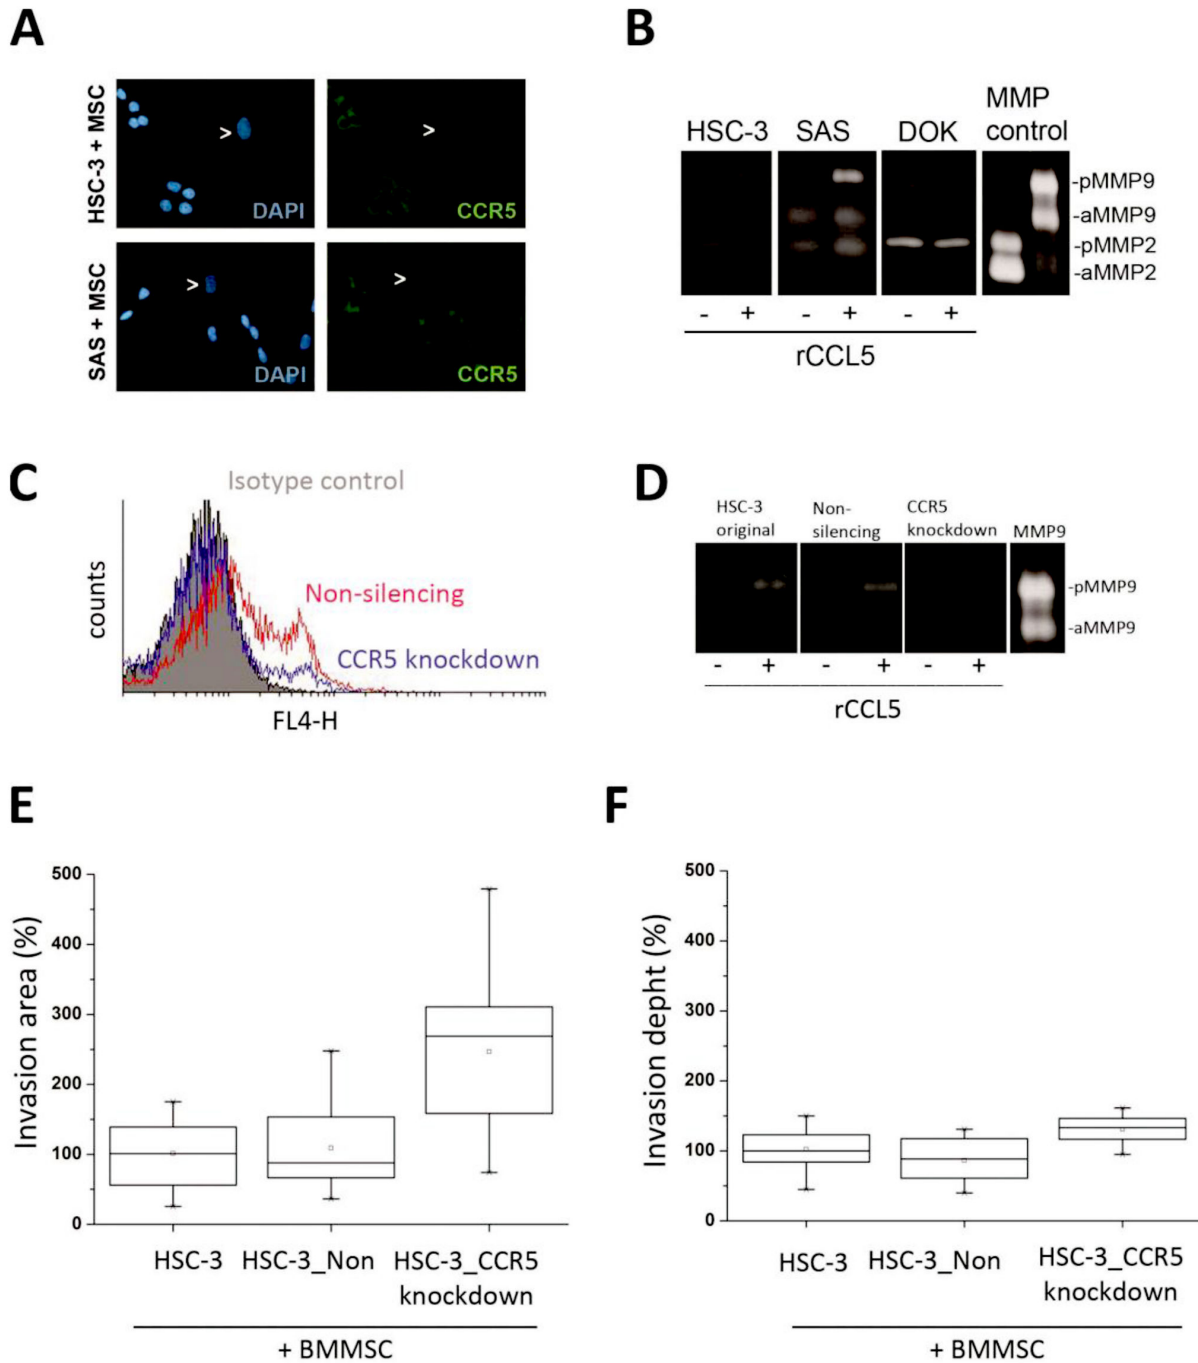 A
HSC-3 + MSC
>
DAPI
>
CCR5
SAS + MSC
>
DAPI
>
CCR5
B
HSC-3 SAS DOK MMP
control
-pMMP9
-aMMP9
-pMMP2
-aMMP2
- + - + - +
rCCL5
C
Isotype control
Non-silencing
CCR5 knockdown
counts
FL4-H
D
HSC-3
original
Non-
silencing
CCR5
knockdown
MMP9
-pMMP9
-aMMP9
- + - + - +
rCCL5
E
Invasion area (%)
500
400
300
200
100
0
HSC-3 HSC-3_Non HSC-3_CCR5
knockdown
+ BMMSC
F
Invasion depht (%)
500
400
300
200
100
0
HSC-3 HSC-3_Non HSC-3_CCR5
knockdown
+ BMMSC